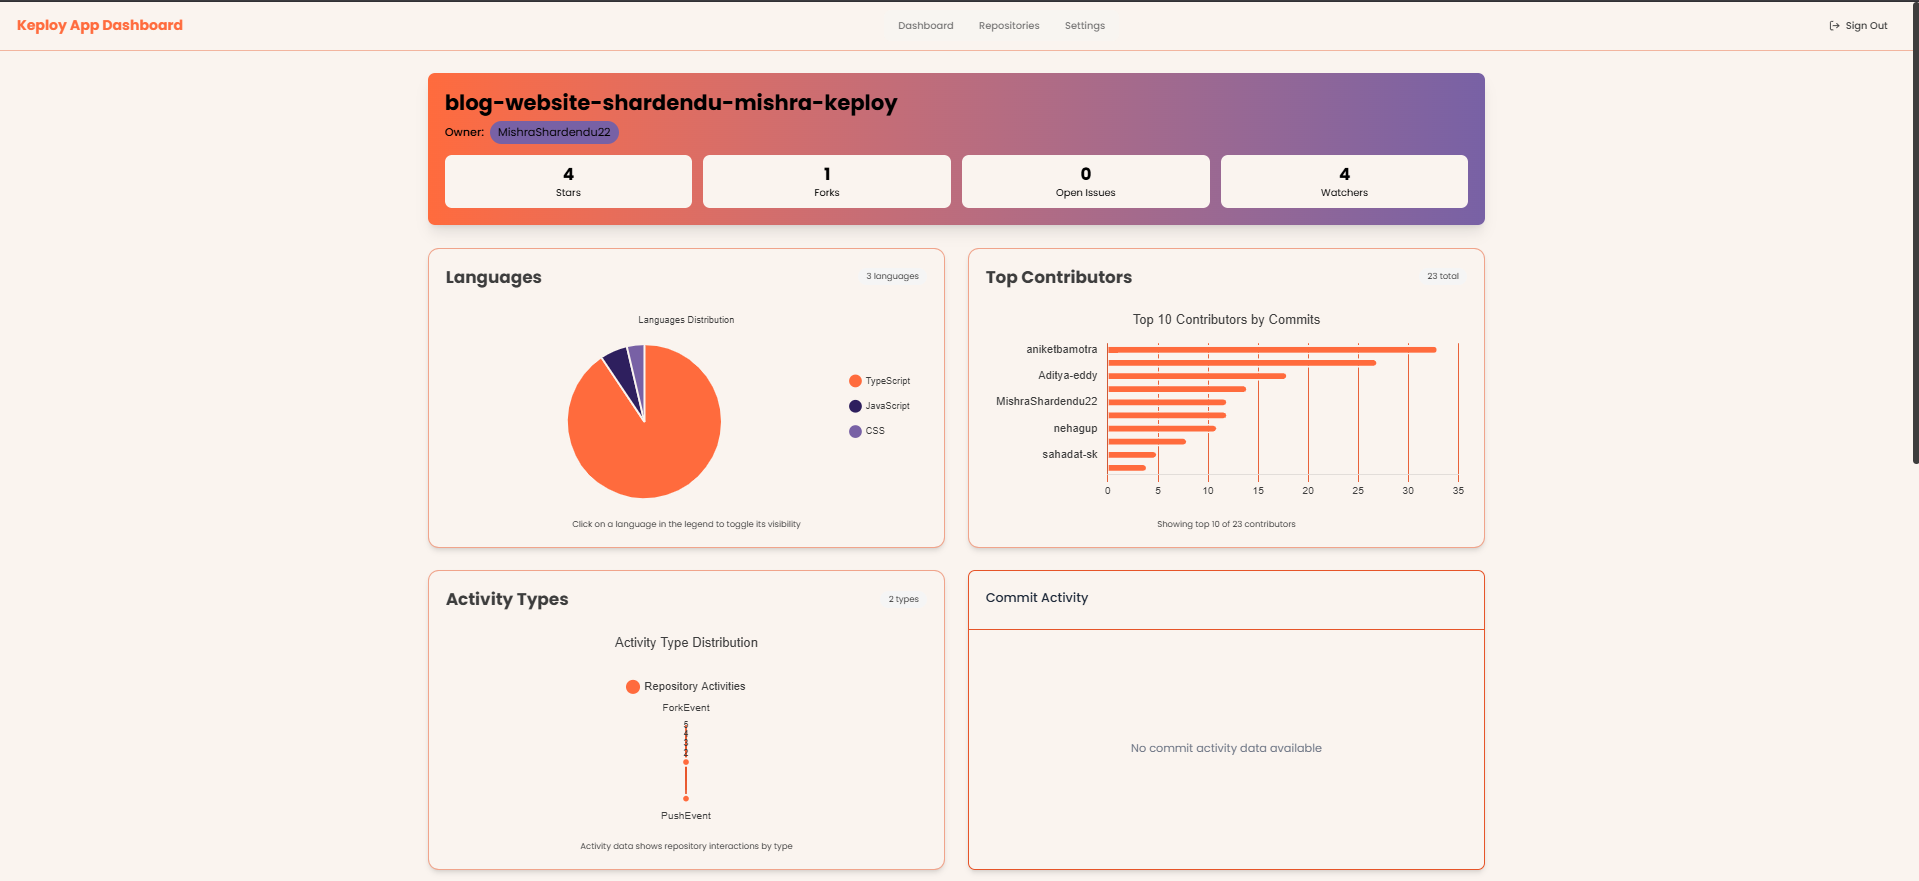 Keploy App Dashboard
Dashboard
Repositories
Settings
Sign Out
blog-website-shardendu-mishra-keploy
Owner: MishraShardendu22
4
Stars
1
Forks
0
Open Issues
4
Watchers
Languages
3 languages
Languages Distribution
TypeScript
JavaScript
CSS
Click on a language in the legend to toggle its visibility
Top Contributors
23 total
Top 10 Contributors by Commits
aniketbamotra
Aditya-eddy
MishraShardendu22
nehagup
sahadat-sk
0 5 10 15 20 25 30 35
Showing top 10 of 23 contributors
Activity Types
2 types
Activity Type Distribution
Repository Activities
ForkEvent
5
4
3
2
PushEvent
Activity data shows repository interactions by type
Commit Activity
No commit activity data available